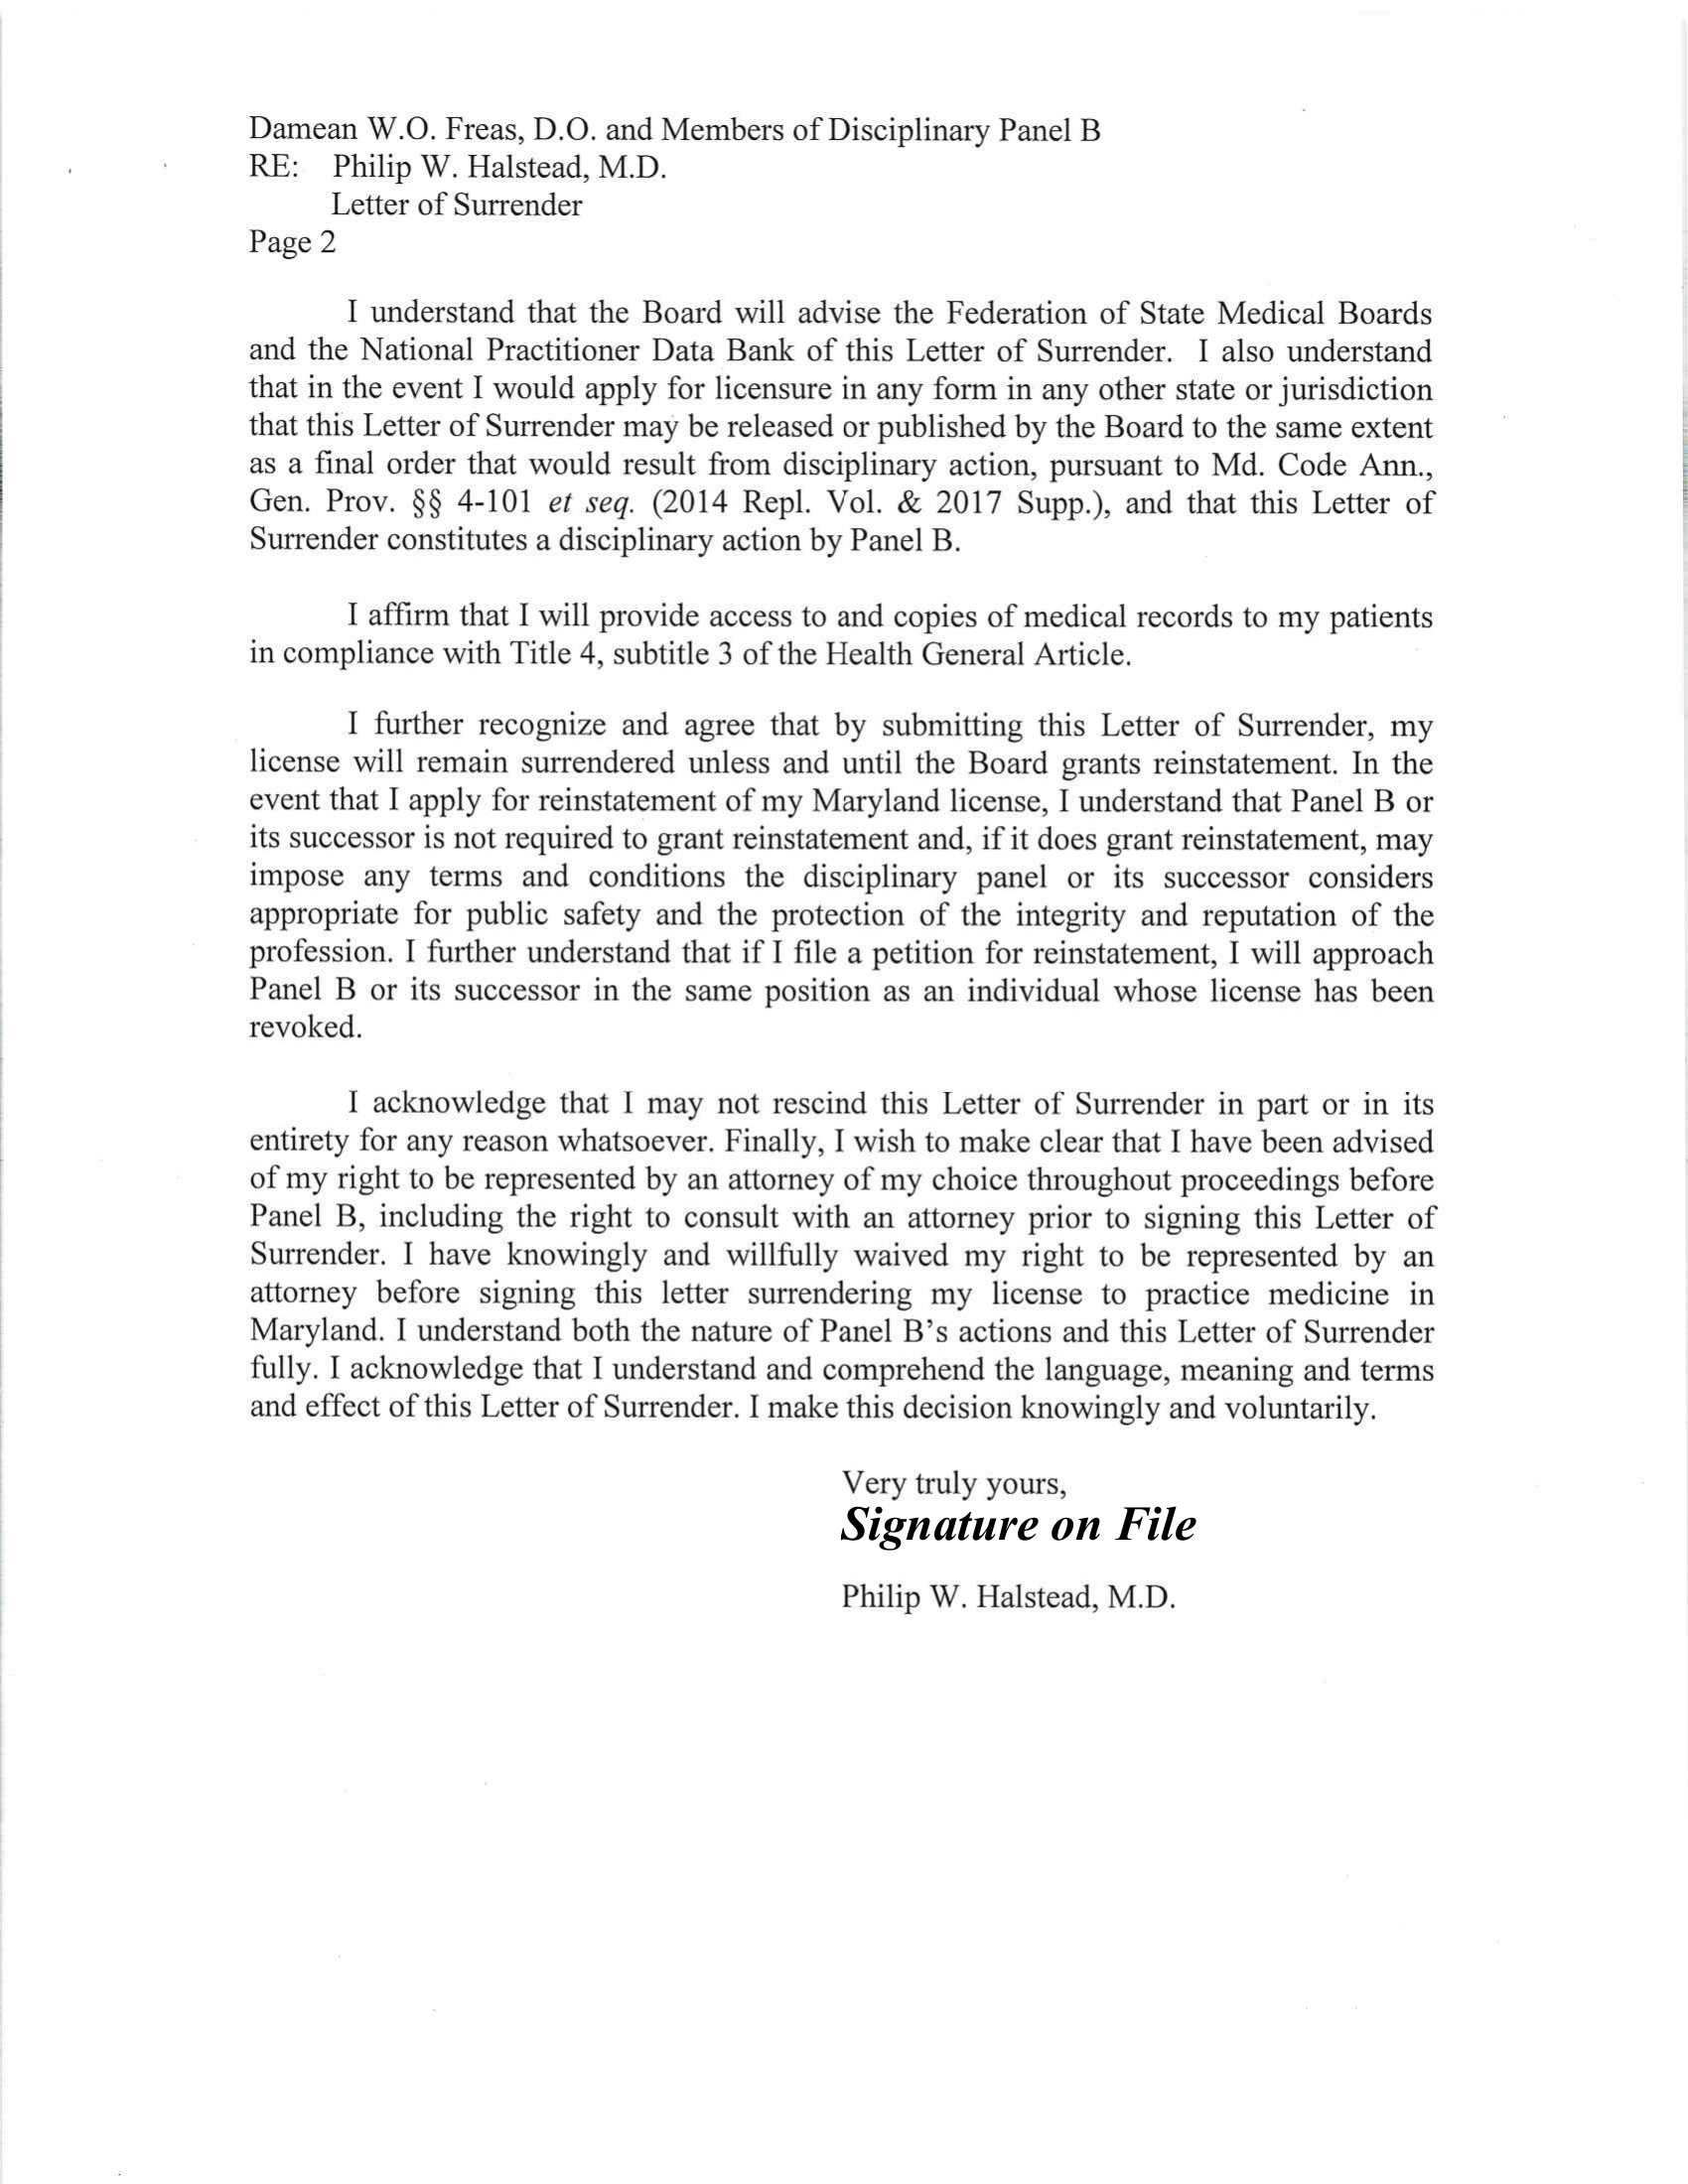 Damean W.O. Freas, D.O. and Members of Disciplinary Panel B
RE: Philip W. Halstead, M.D.
Letter of Surrender
Page 2
I understand that the Board will advise the Federation of State Medical Boards
and the National Practitioner Data Bank of this Letter of Surrender. I also understand
that in the event I would apply for licensure in any form in any other state or jurisdiction
that this Letter of Surrender may be released or published by the Board to the same extent
as a final order that would result from disciplinary action, pursuant to Md. Code Ann.,
Gen. Prov. §§ 4-101 et seq. (2014 Repl. Vol. & 2017 Supp.), and that this Letter of
Surrender constitutes a disciplinary action by Panel B.
I affirm that I will provide access to and copies of medical records to my patients
in compliance with Title 4, subtitle 3 of the Health General Article.
I further recognize and agree that by submitting this Letter of Surrender, my
license will remain surrendered unless and until the Board grants reinstatement. In the
event that I apply for reinstatement of my Maryland license, I understand that Panel B or
its successor is not required to grant reinstatement and, if it does grant reinstatement, may
impose any terms and conditions the disciplinary panel or its successor considers
appropriate for public safety and the protection of the integrity and reputation of the
profession. I further understand that if I file a petition for reinstatement, I will approach
Panel B or its successor in the same position as an individual whose license has been
revoked.
I acknowledge that I may not rescind this Letter of Surrender in part or in its
entirety for any reason whatsoever. Finally, I wish to make clear that I have been advised
of my right to be represented by an attorney of my choice throughout proceedings before
Panel B, including the right to consult with an attorney prior to signing this Letter of
Surrender. I have knowingly and willfully waived my right to be represented by an
attorney before signing this letter surrendering my license to practice medicine in
Maryland. I understand both the nature of Panel B's actions and this Letter of Surrender
fully. I acknowledge that I understand and comprehend the language, meaning and terms
and effect of this Letter of Surrender. I make this decision knowingly and voluntarily.
Very truly yours,
Signature on File
Philip W. Halstead, M.D.